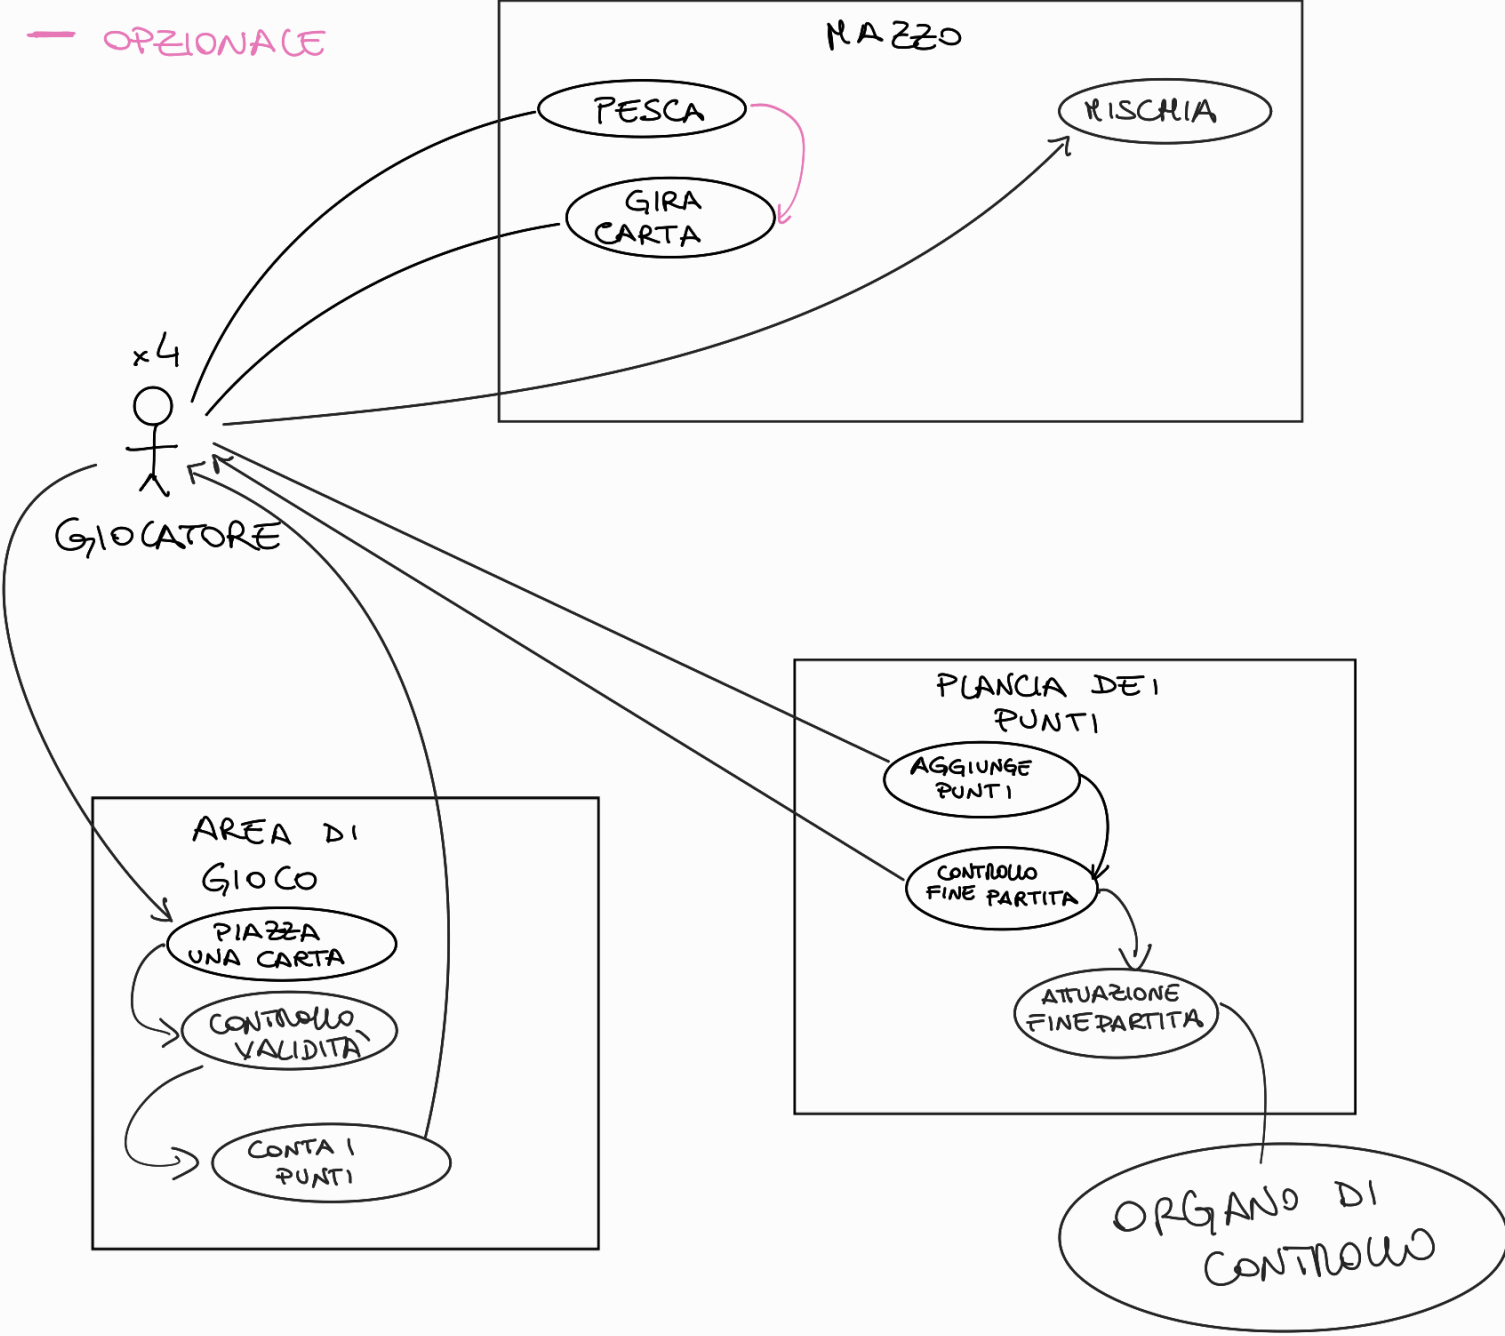 — OPZIONALE
MAZZO
PESCA
MISCHIA
GIRA
CARTA
x4
GIOCATORE
PLANCIA DEI
PUNTI
AGGIUNGE
PUNTI
CONTROLLO
FINE PARTITA
ATTUAZIONE
FINE PARTITA
AREA DI
GIOCO
PIAZZA
UNA CARTA
CONTROLLO
VALIDITÀ
CONTA I
PUNTI
ORGANO DI
CONTROLLO